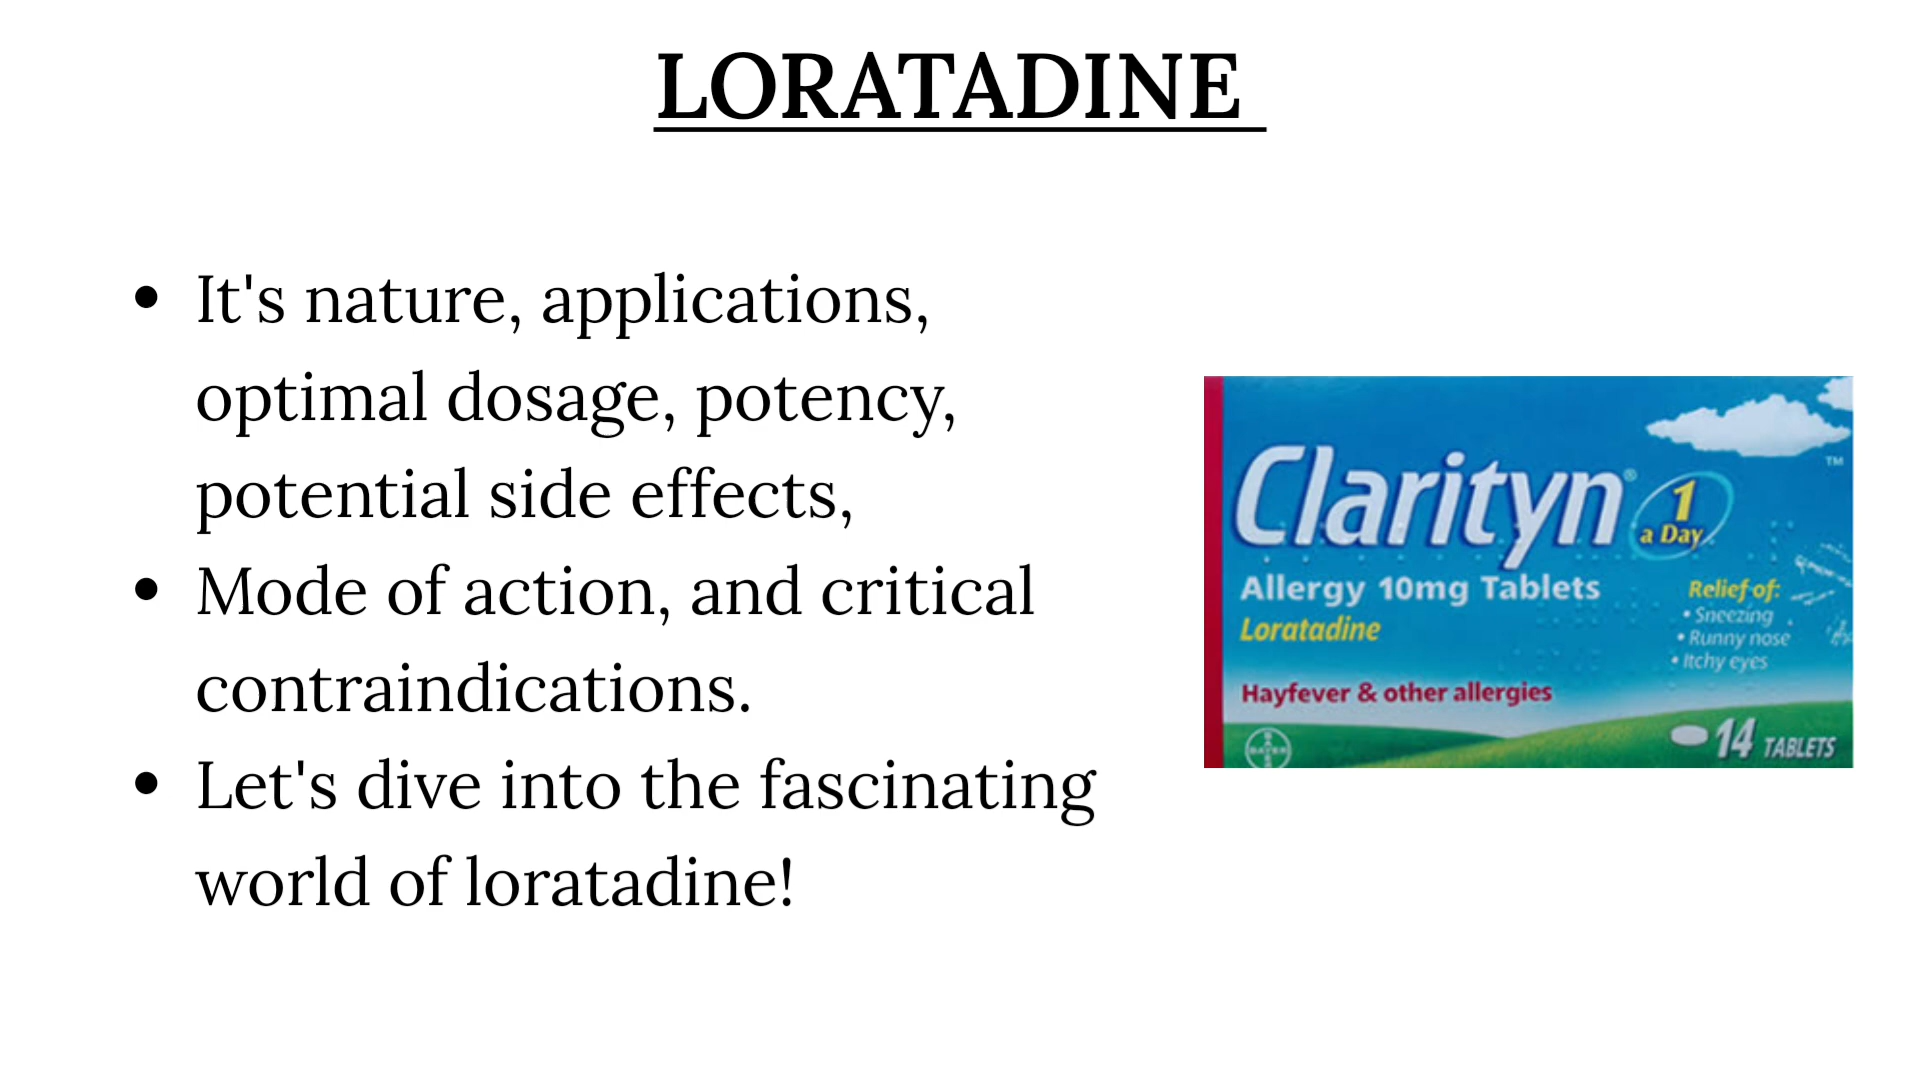 LORATADINE
• It's nature, applications,
optimal dosage, potency,
potential side effects,
• Mode of action, and critical
contraindications.
• Let's dive into the fascinating
world of loratadine!
Clarityn®
1
a Day
TM
Allergy 10mg Tablets
Loratadine
Relief of:
• Sneezing
• Runny nose
• Itchy eyes
Hayfever & other allergies
BAYER
14 TABLETS